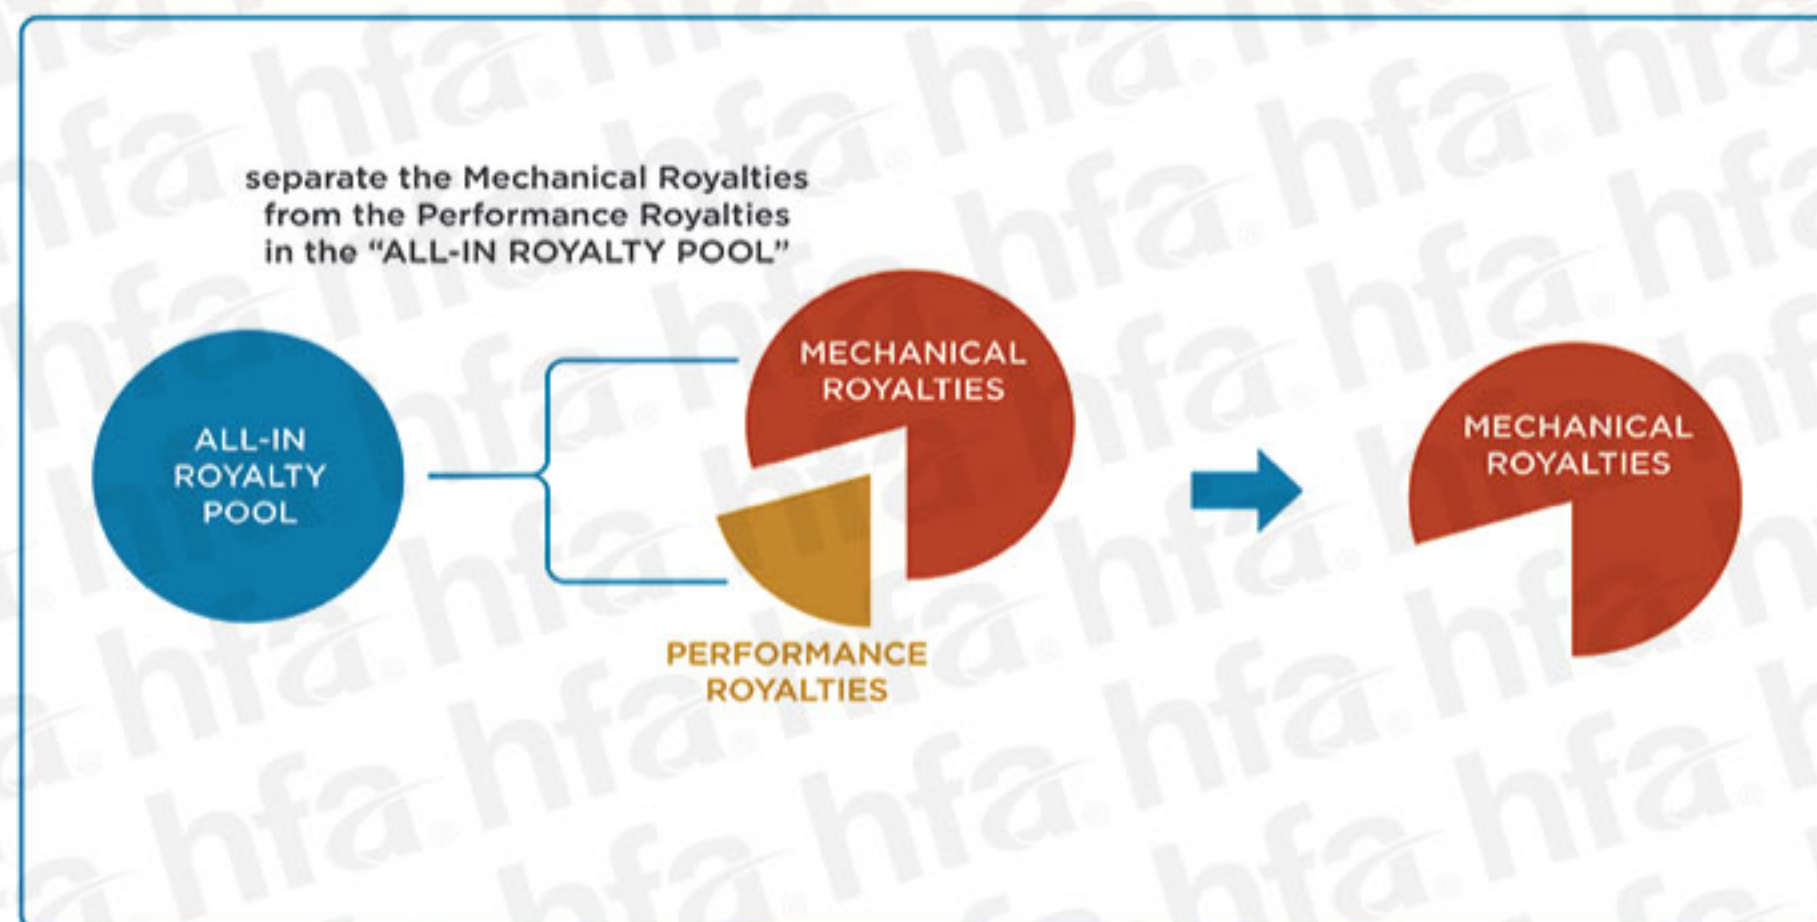 separate the Mechanical Royalties
from the Performance Royalties
in the “ALL-IN ROYALTY POOL”
ALL-IN
ROYALTY
POOL
MECHANICAL
ROYALTIES
PERFORMANCE
ROYALTIES
MECHANICAL
ROYALTIES
hfa